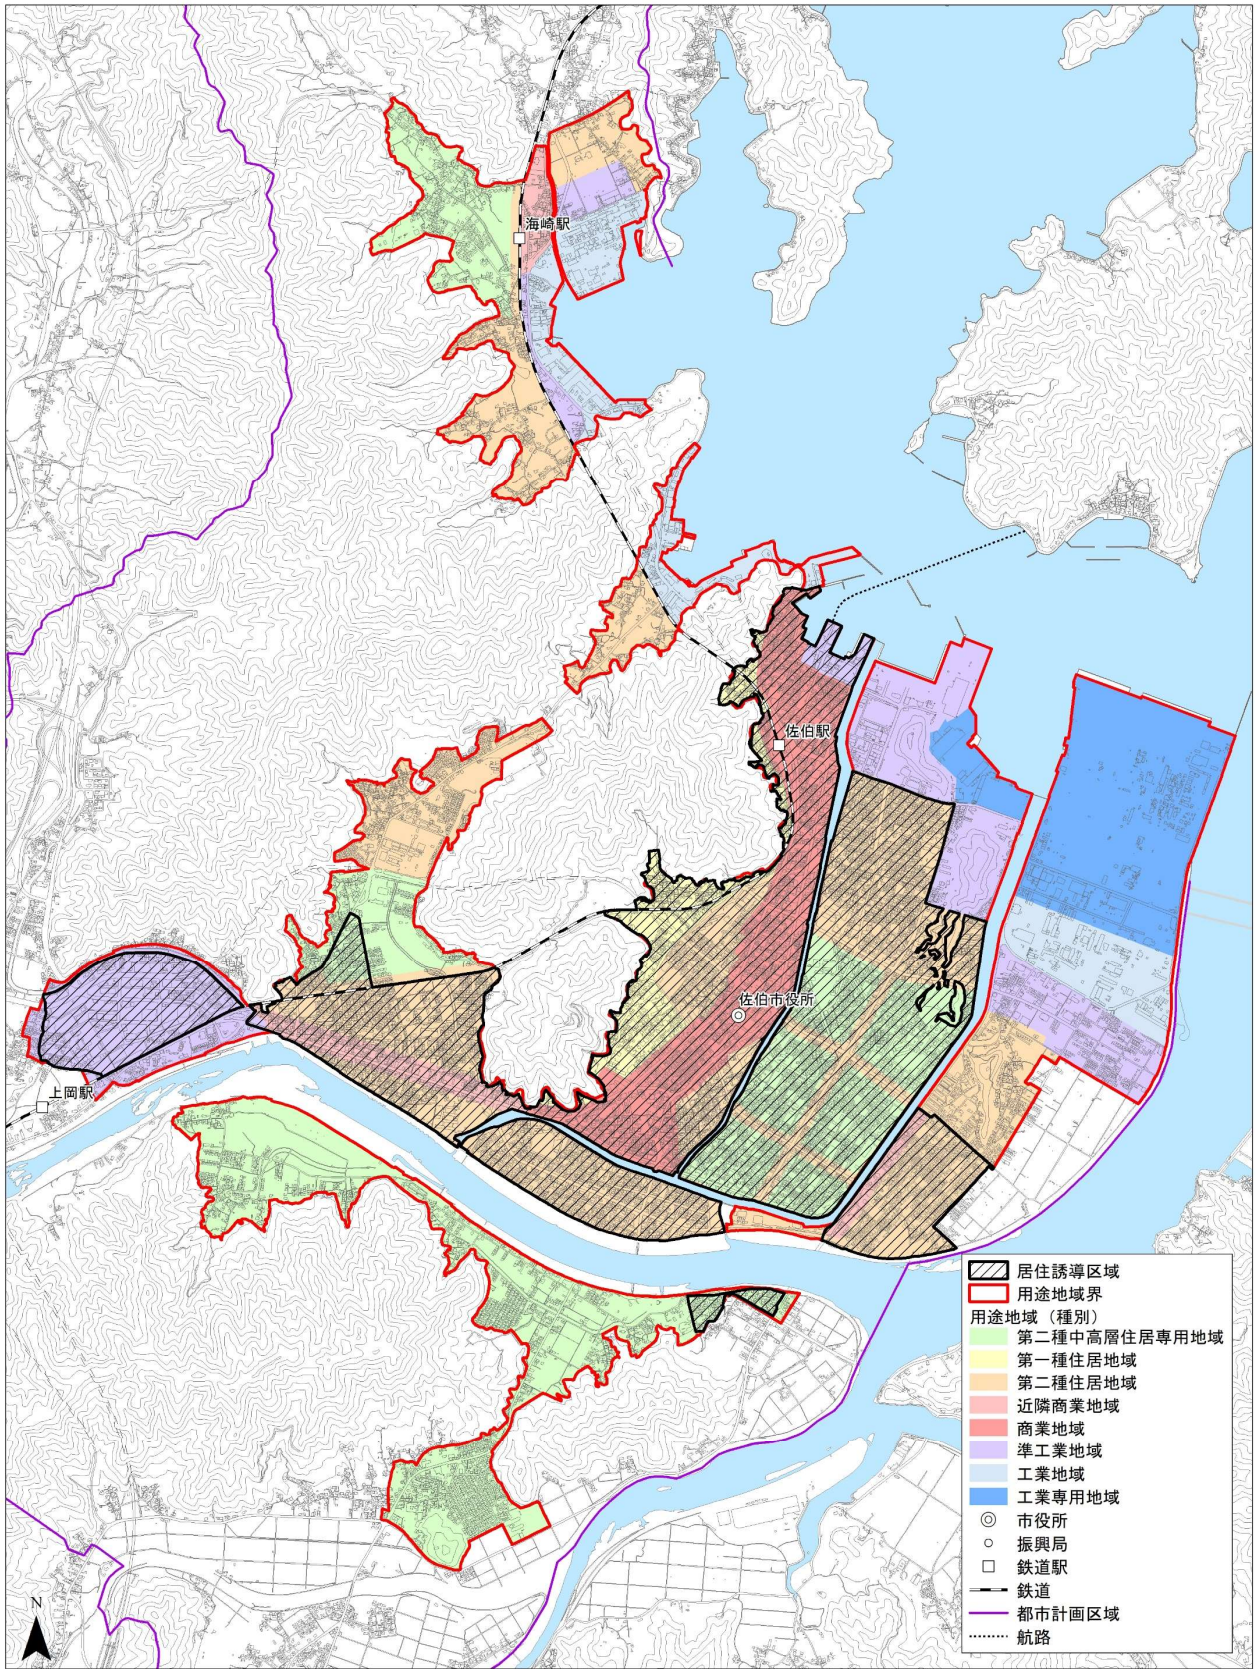 海崎駅
佐伯駅
佐伯市役所
上岡駅
居住誘導区域
用途地域界
用途地域（種別）
第二種中高層住居専用地域
第一種住居地域
第二種住居地域
近隣商業地域
商業地域
準工業地域
工業地域
工業専用地域
市役所
振興局
鉄道駅
鉄道
都市計画区域
航路
N